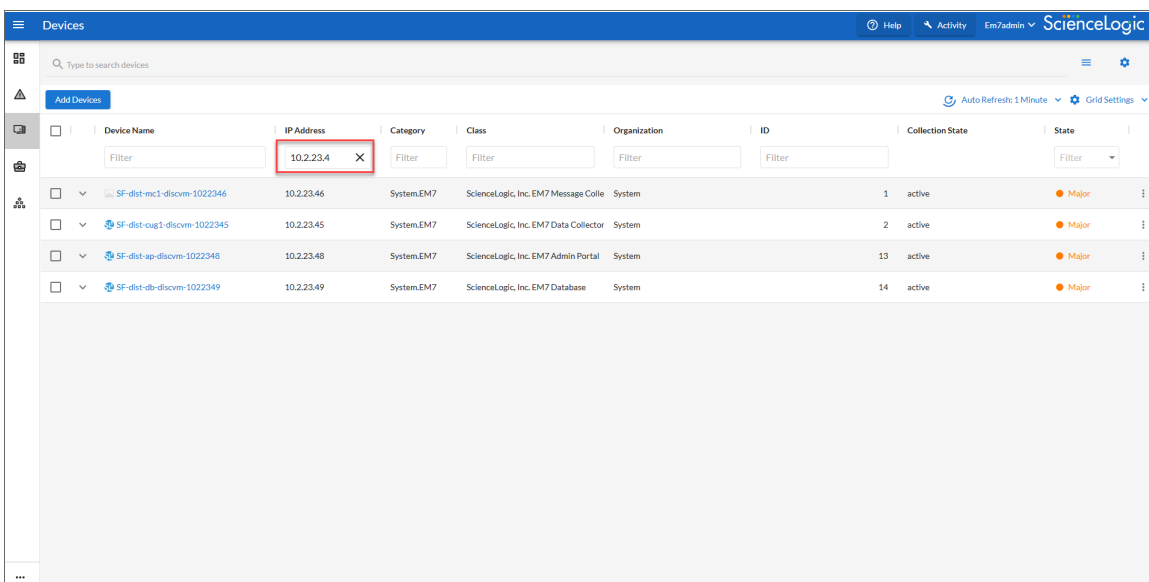 Devices
Help
Activity
Em7admin
ScienceLogic
Type to search devices
Add Devices
Auto Refresh: 1 Minute
Grid Settings
Device Name IP Address Category Class Organization ID Collection State State
Filter 10.2.23.4 Filter Filter Filter Filter Filter
SF-dist-mc1-discvm-1022346 10.2.23.46 System.EM7 ScienceLogic, Inc. EM7 Message Colle System 1 active Major
SF-dist-cug1-discvm-1022345 10.2.23.45 System.EM7 ScienceLogic, Inc. EM7 Data Collector System 2 active Major
SF-dist-ap-discvm-1022348 10.2.23.48 System.EM7 ScienceLogic, Inc. EM7 Admin Portal System 13 active Major
SF-dist-db-discvm-1022349 10.2.23.49 System.EM7 ScienceLogic, Inc. EM7 Database System 14 active Major